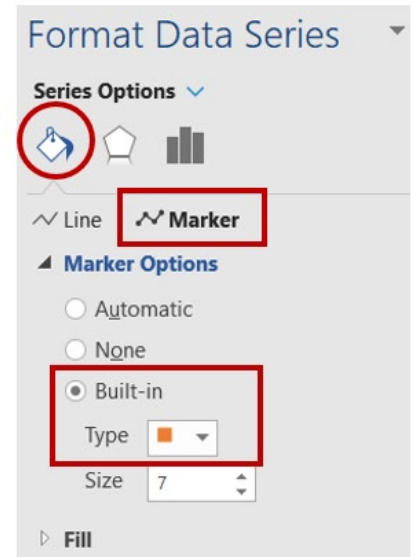 Format Data Series
Series Options
Line Marker
Marker Options
Automatic
None
Built-in
Type
Size 7
Fill